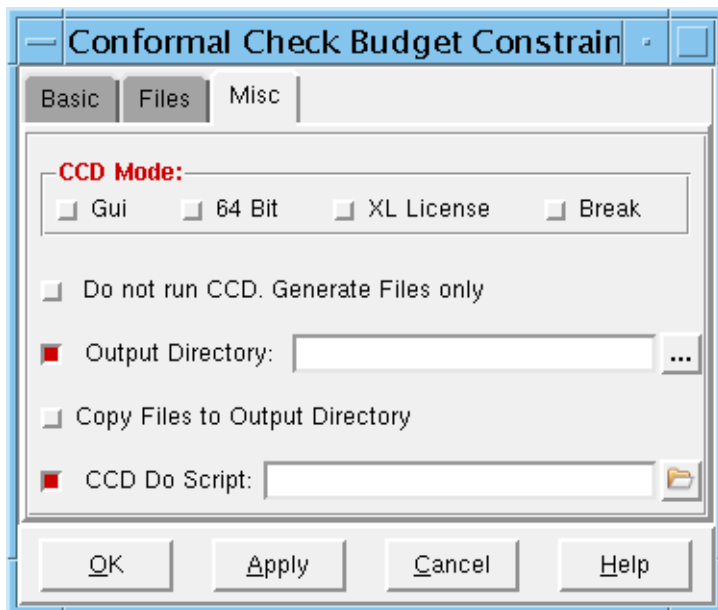 Conformal Check Budget Constrain
Basic Files Misc
CCD Mode:
Gui 64 Bit XL License Break
Do not run CCD. Generate Files only
Output Directory: ...
Copy Files to Output Directory
CCD Do Script:
OK Apply Cancel Help